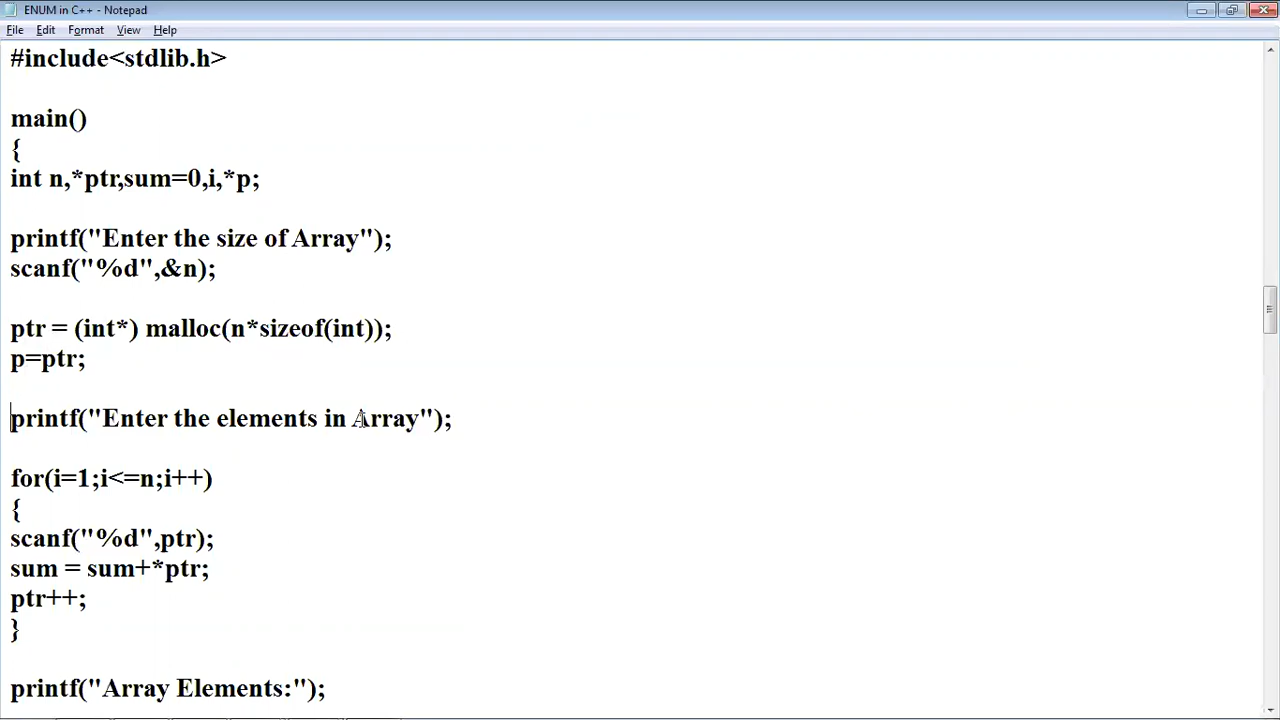 ENUM in C++ - Notepad
File Edit Format View Help
#include<stdlib.h>
main()
{
int n,*ptr,sum=0,i,*p;
printf("Enter the size of Array");
scanf("%d",&n);
ptr = (int*) malloc(n*sizeof(int));
p=ptr;
printf("Enter the elements in Array");
for(i=1;i<=n;i++)
{
scanf("%d",ptr);
sum = sum+*ptr;
ptr++;
}
printf("Array Elements:");